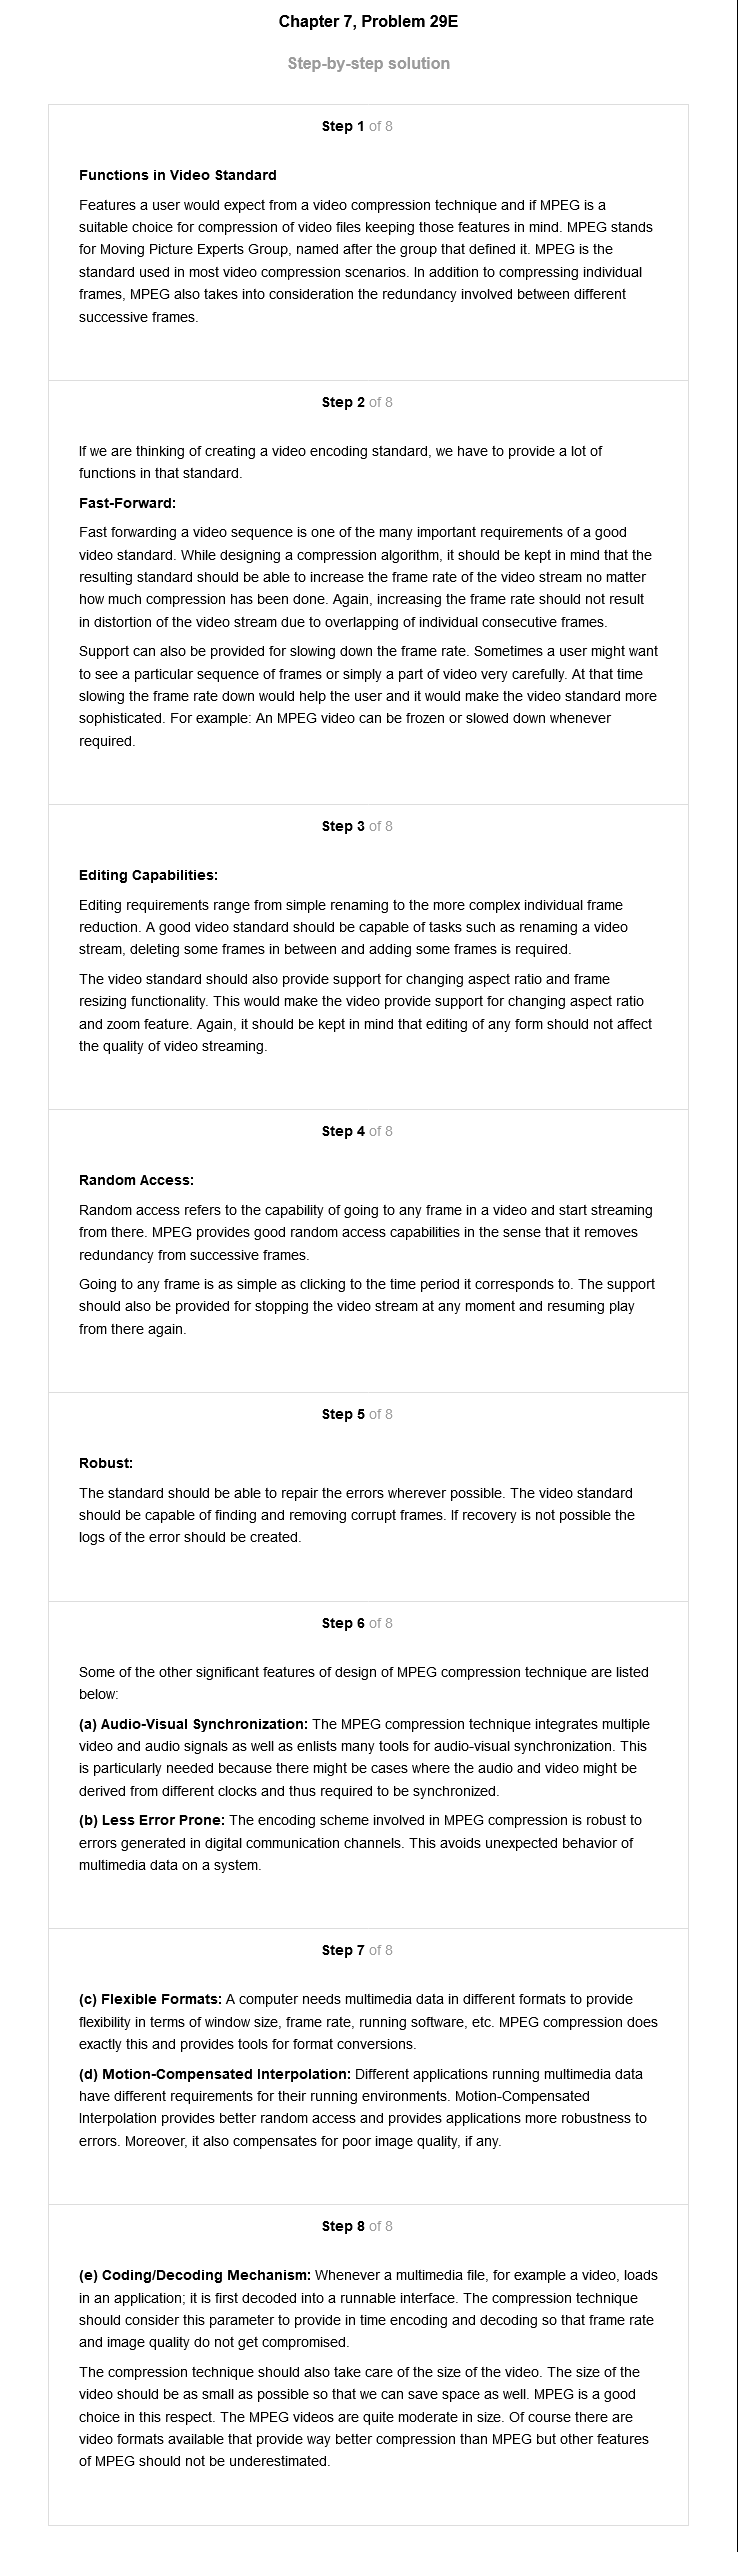 Chapter 7, Problem 29E
Step-by-step solution
Step 1 of 8
Functions in Video Standard
Features a user would expect from a video compression technique and if MPEG is a
suitable choice for compression of video files keeping those features in mind. MPEG stands
for Moving Picture Experts Group, named after the group that defined it. MPEG is the
standard used in most video compression scenarios. In addition to compressing individual
frames, MPEG also takes into consideration the redundancy involved between different
successive frames.
Step 2 of 8
If we are thinking of creating a video encoding standard, we have to provide a lot of
functions in that standard.
Fast-Forward:
Fast forwarding a video sequence is one of the many important requirements of a good
video standard. While designing a compression algorithm, it should be kept in mind that the
resulting standard should be able to increase the frame rate of the video stream no matter
how much compression has been done. Again, increasing the frame rate should not result
in distortion of the video stream due to overlapping of individual consecutive frames.
Support can also be provided for slowing down the frame rate. Sometimes a user might want
to see a particular sequence of frames or simply a part of video very carefully. At that time
slowing the frame rate down would help the user and it would make the video standard more
sophisticated. For example: An MPEG video can be frozen or slowed down whenever
required.
Step 3 of 8
Editing Capabilities:
Editing requirements range from simple renaming to the more complex individual frame
reduction. A good video standard should be capable of tasks such as renaming a video
stream, deleting some frames in between and adding some frames is required.
The video standard should also provide support for changing aspect ratio and frame
resizing functionality. This would make the video provide support for changing aspect ratio
and zoom feature. Again, it should be kept in mind that editing of any form should not affect
the quality of video streaming.
Step 4 of 8
Random Access:
Random access refers to the capability of going to any frame in a video and start streaming
from there. MPEG provides good random access capabilities in the sense that it removes
redundancy from successive frames.
Going to any frame is as simple as clicking to the time period it corresponds to. The support
should also be provided for stopping the video stream at any moment and resuming play
from there again.
Step 5 of 8
Robust:
The standard should be able to repair the errors wherever possible. The video standard
should be capable of finding and removing corrupt frames. If recovery is not possible the
logs of the error should be created.
Step 6 of 8
Some of the other significant features of design of MPEG compression technique are listed
below:
(a) Audio-Visual Synchronization: The MPEG compression technique integrates multiple
video and audio signals as well as enlists many tools for audio-visual synchronization. This
is particularly needed because there might be cases where the audio and video might be
derived from different clocks and thus required to be synchronized.
(b) Less Error Prone: The encoding scheme involved in MPEG compression is robust to
errors generated in digital communication channels. This avoids unexpected behavior of
multimedia data on a system.
Step 7 of 8
(c) Flexible Formats: A computer needs multimedia data in different formats to provide
flexibility in terms of window size, frame rate, running software, etc. MPEG compression does
exactly this and provides tools for format conversions.
(d) Motion-Compensated Interpolation: Different applications running multimedia data
have different requirements for their running environments. Motion-Compensated
Interpolation provides better random access and provides applications more robustness to
errors. Moreover, it also compensates for poor image quality, if any.
Step 8 of 8
(e) Coding/Decoding Mechanism: Whenever a multimedia file, for example a video, loads
in an application; it is first decoded into a runnable interface. The compression technique
should consider this parameter to provide in time encoding and decoding so that frame rate
and image quality do not get compromised.
The compression technique should also take care of the size of the video. The size of the
video should be as small as possible so that we can save space as well. MPEG is a good
choice in this respect. The MPEG videos are quite moderate in size. Of course there are
video formats available that provide way better compression than MPEG but other features
of MPEG should not be underestimated.